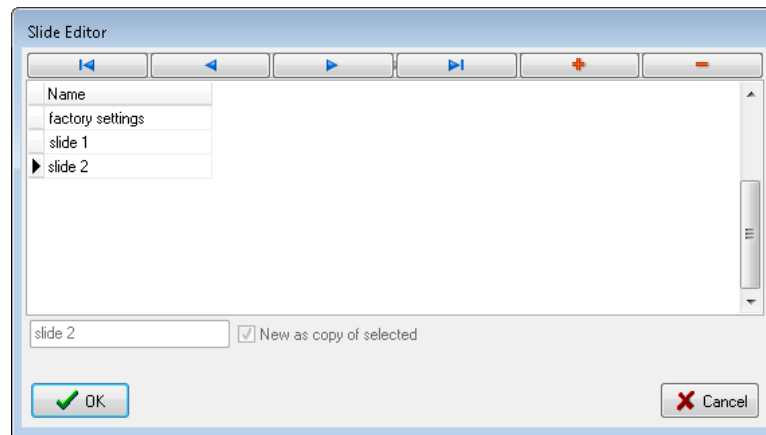 Slide Editor
Name
factory settings
slide 1
slide 2
slide 2
New as copy of selected
OK
Cancel